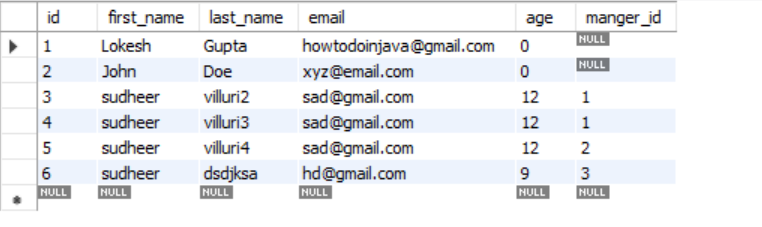 id first_name last_name email age manger_id
1 Lokesh Gupta howtodoinjava@gmail.com 0 NULL
2 John Doe xyz@email.com 0 NULL
3 sudheer villuri2 sad@gmail.com 12 1
4 sudheer villuri3 sad@gmail.com 12 1
5 sudheer villuri4 sad@gmail.com 12 2
6 sudheer dsdjksa hd@gmail.com 9 3
NULL NULL NULL NULL NULL NULL